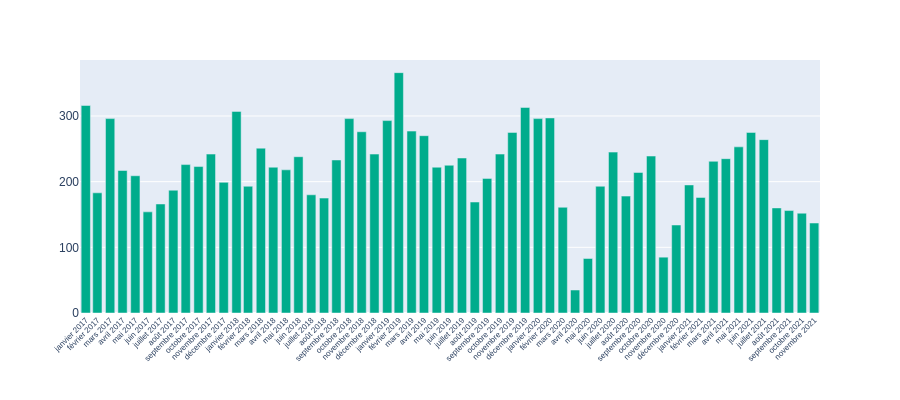 300
200
100
0
janvier 2017
février 2017
mars 2017
avril 2017
mai 2017
juin 2017
juillet 2017
août 2017
septembre 2017
octobre 2017
novembre 2017
décembre 2017
janvier 2018
février 2018
mars 2018
avril 2018
mai 2018
juin 2018
juillet 2018
août 2018
septembre 2018
octobre 2018
novembre 2018
décembre 2018
janvier 2019
février 2019
mars 2019
avril 2019
mai 2019
juin 2019
juillet 2019
août 2019
septembre 2019
octobre 2019
novembre 2019
décembre 2019
janvier 2020
février 2020
mars 2020
avril 2020
mai 2020
juin 2020
juillet 2020
août 2020
septembre 2020
octobre 2020
novembre 2020
décembre 2020
janvier 2021
février 2021
mars 2021
avril 2021
mai 2021
juin 2021
juillet 2021
août 2021
septembre 2021
octobre 2021
novembre 2021